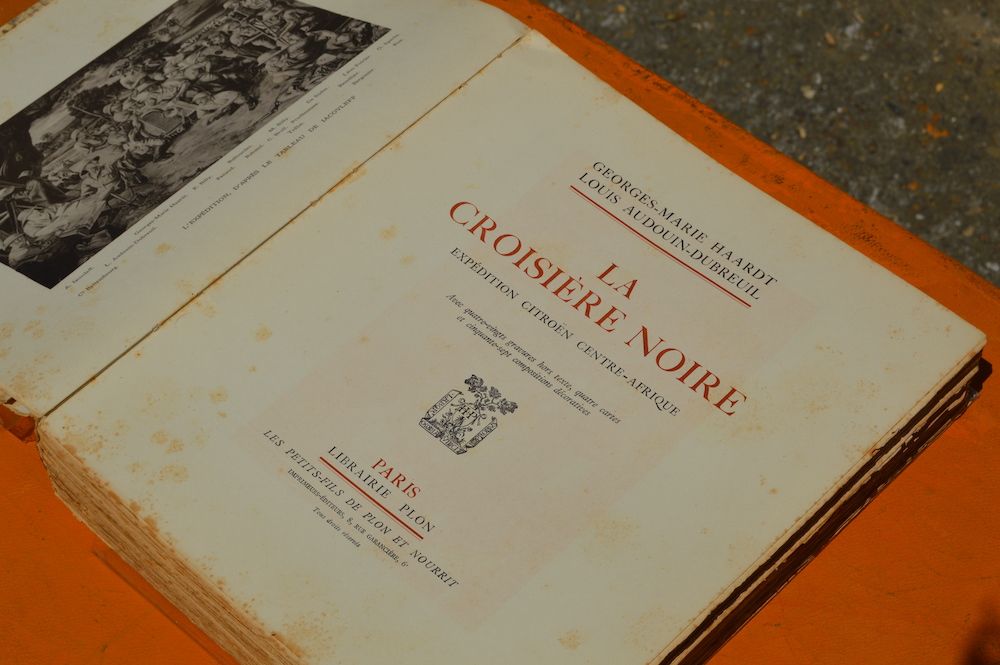 L'EXPÉDITION, D'APRÈS LE TABLEAU DE IACOVLEFF
GEORGES-MARIE HAARDT
LOUIS AUDOUIN-DUBREUIL
LA
CROISIÈRE NOIRE
EXPÉDITION CITROËN CENTRE-AFRIQUE
Avec quatre-vingts gravures hors texte, quatre cartes
et cinquante-sept compositions décoratives
PARIS
LIBRAIRIE PLON
LES PETITS-FILS DE PLON ET NOURRIT
IMPRIMEURS-ÉDITEURS, 8, RUE GARANCIÈRE, 6e
Tous droits réservés